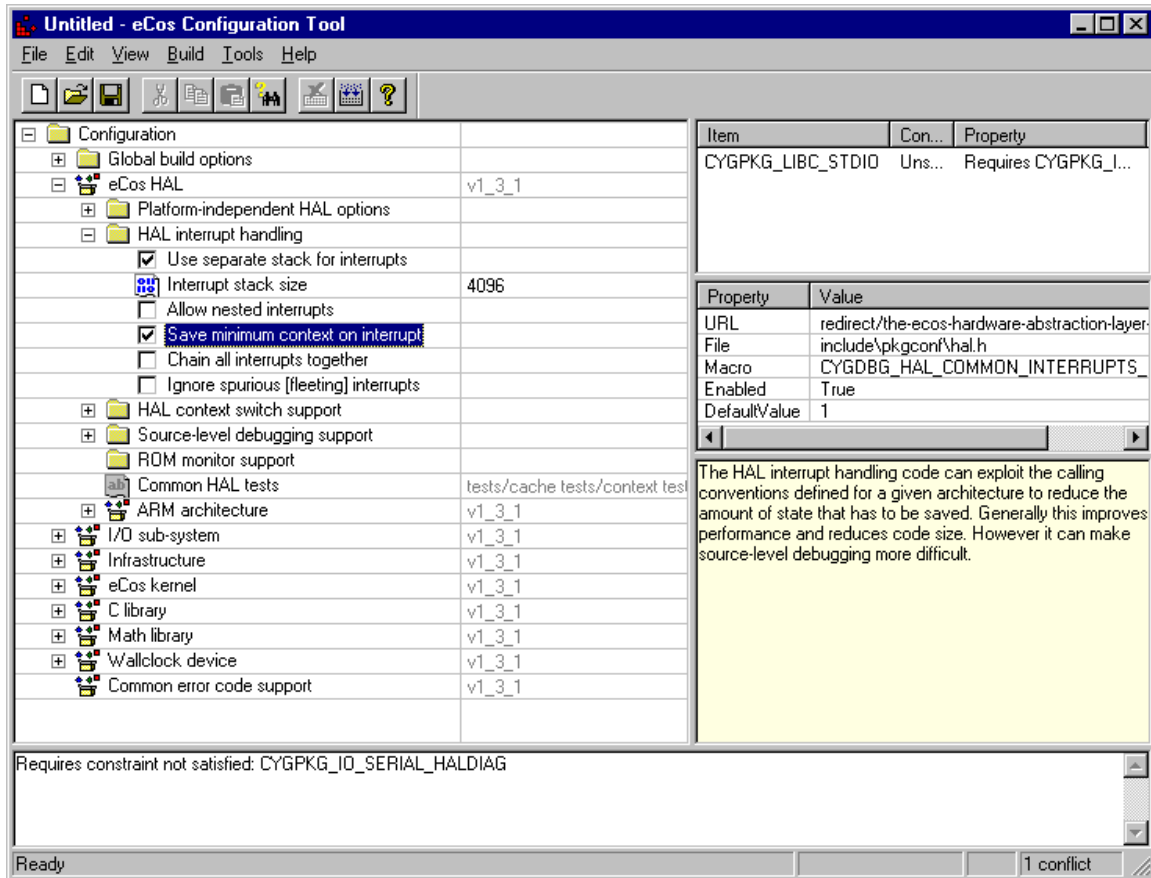 Untitled - eCos Configuration Tool
File Edit View Build Tools Help
Configuration
Global build options
eCos HAL v1_3_1
Platform-independent HAL options
HAL interrupt handling
Use separate stack for interrupts
Interrupt stack size 4096
Allow nested interrupts
Save minimum context on interrupt
Chain all interrupts together
Ignore spurious [fleeting] interrupts
HAL context switch support
Source-level debugging support
ROM monitor support
Common HAL tests tests/cache tests/context test
ARM architecture v1_3_1
I/O sub-system v1_3_1
Infrastructure v1_3_1
eCos kernel v1_3_1
C library v1_3_1
Math library v1_3_1
Wallclock device v1_3_1
Common error code support v1_3_1
Item Con... Property
CYGPKG_LIBC_STDIO Uns... Requires CYGPKG_I...
Property Value
URL redirect/the-ecos-hardware-abstraction-layer-
File include\pkgconf\hal.h
Macro CYGDBG_HAL_COMMON_INTERRUPTS_
Enabled True
DefaultValue 1
The HAL interrupt handling code can exploit the calling
conventions defined for a given architecture to reduce the
amount of state that has to be saved. Generally this improves
performance and reduces code size. However it can make
source-level debugging more difficult.
Requires constraint not satisfied: CYGPKG_IO_SERIAL_HALDIAG
Ready 1 conflict